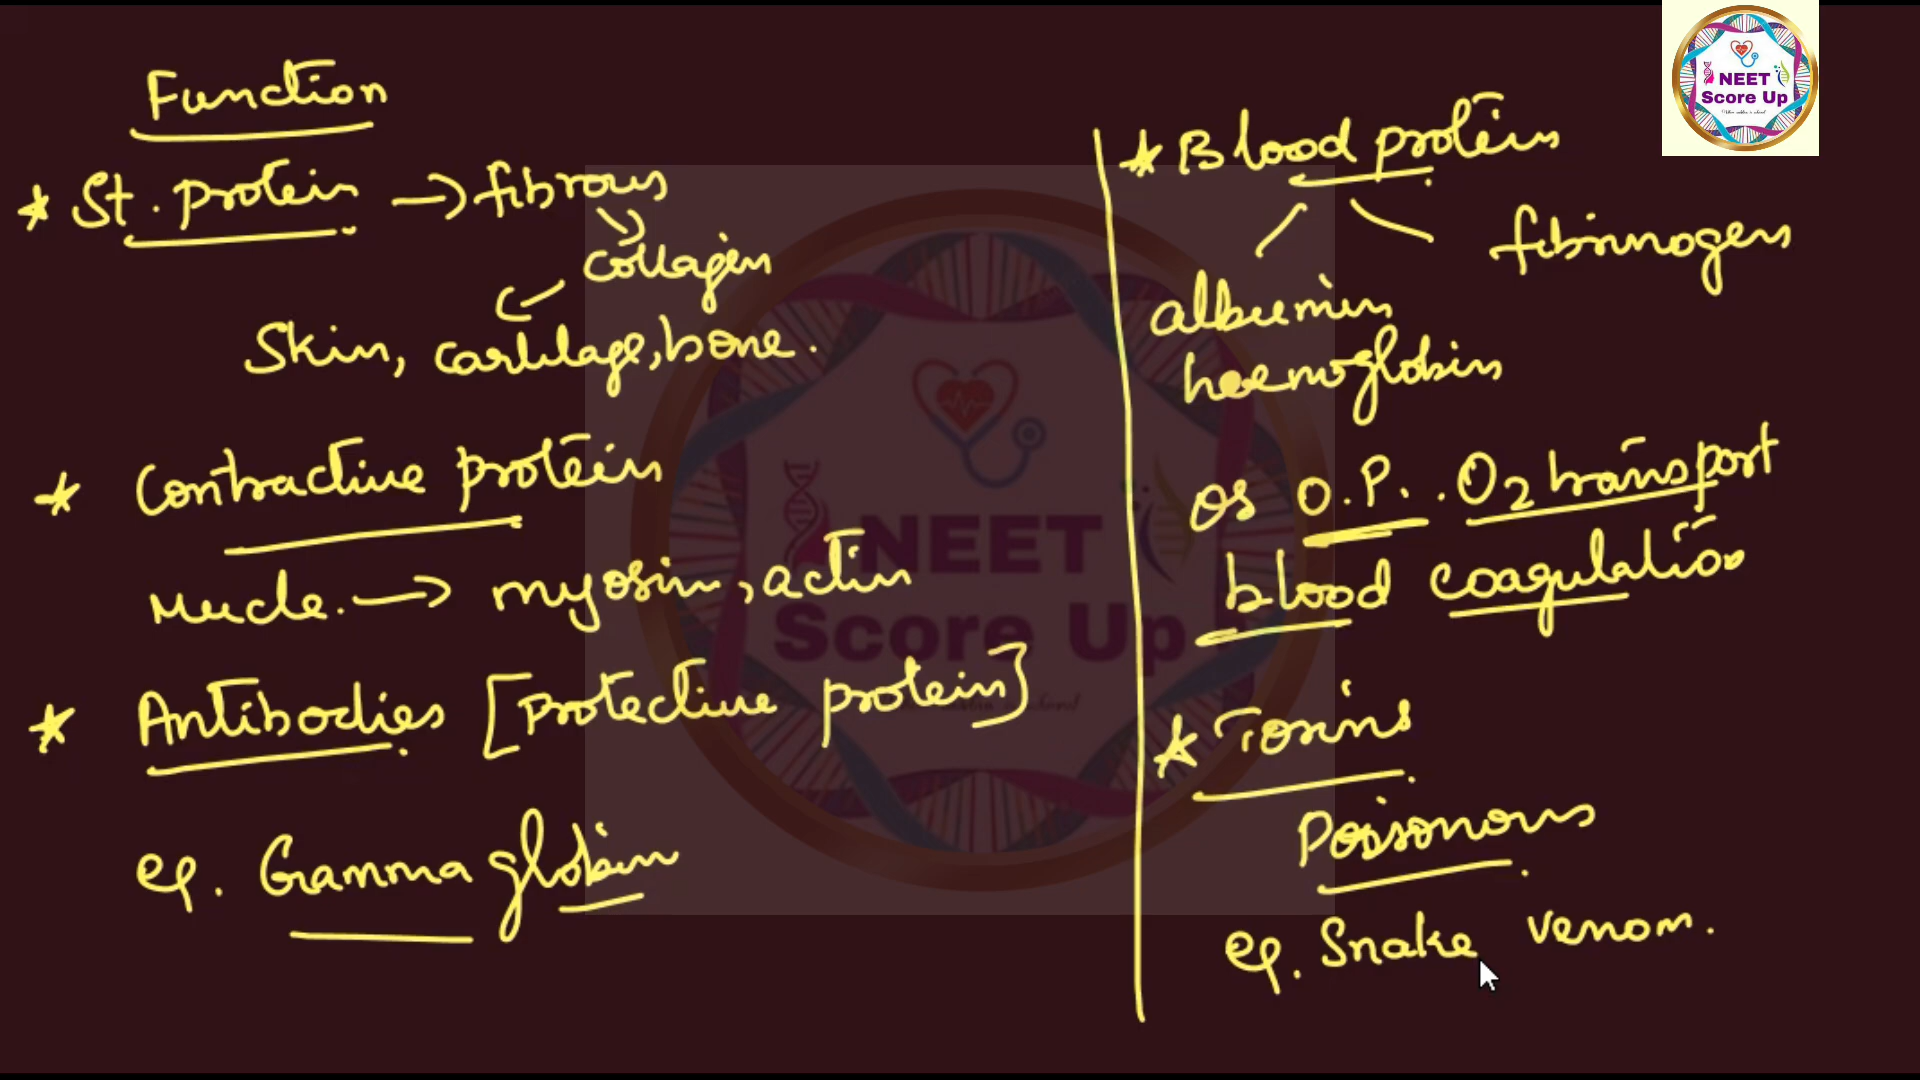 Function
* St. protein → fibrous
collagen
Skin, cartilage, bone.
* Contractive protein
Mucle. → myosin, actin
* Antibodies [protective protein]
eg. Gamma globin
* Blood protein
fibrinogen
albumin
haemoglobin
os O.P. . O2 transport
blood coagulation
* Toxins
Poisonous
eg. Snake venom.
NEET
Score Up
NEET
Score Up